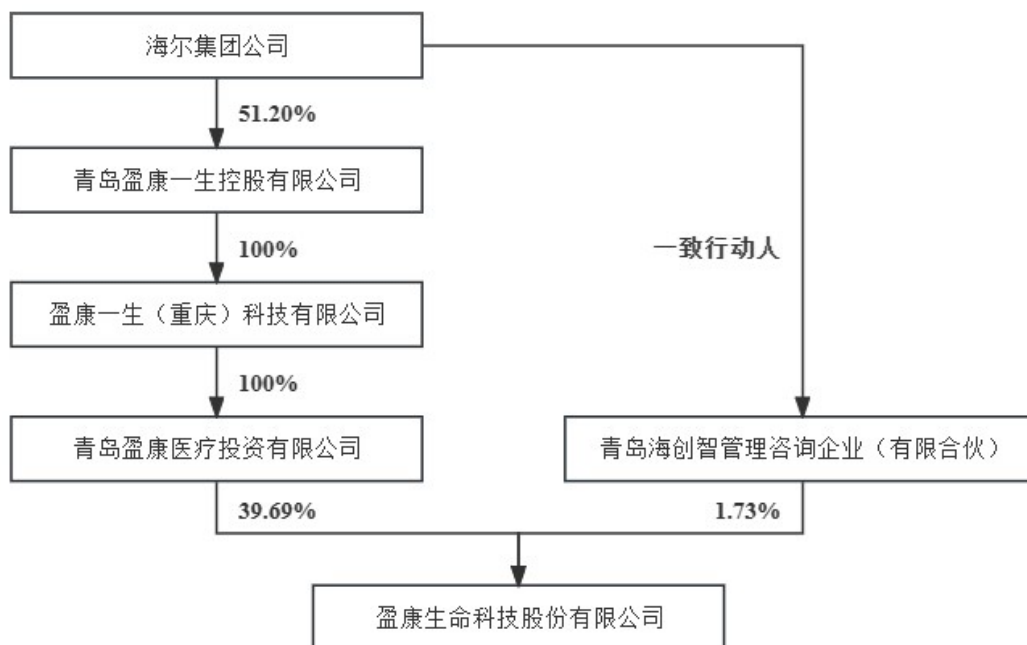 海尔集团公司
51.20%
青岛盈康一生控股有限公司
100%
一致行动人
盈康一生（重庆）科技有限公司
100%
青岛盈康医疗投资有限公司
青岛海创智管理咨询企业（有限合伙）
39.69%
1.73%
盈康生命科技股份有限公司